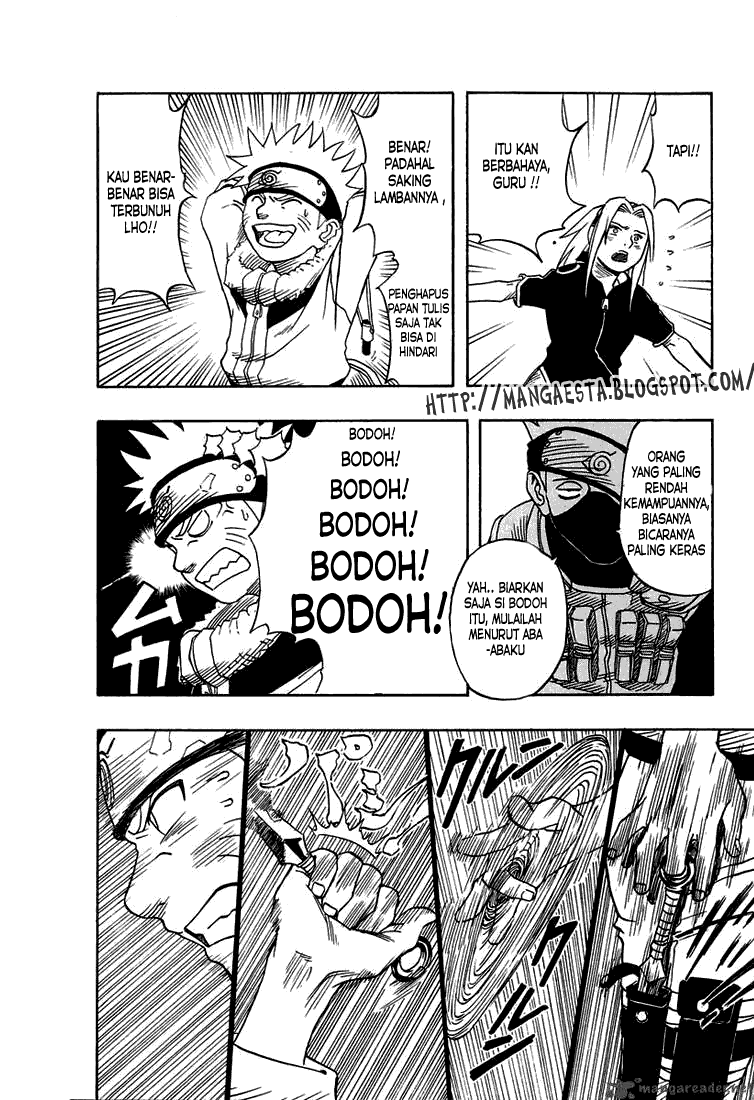 TAPI!!
ITU KAN
BERBAHAYA,
GURU !!
BENAR!
PADAHAL
SAKING
LAMBANNYA ,
PENGHAPUS
PAPAN TULIS
SAJA TAK
BISA DI
HINDARI
KAU BENAR-
BENAR BISA
TERBUNUH
LHO!!
HTTP://MANGAESTA.BLOGSPOT.COM/
ORANG
YANG PALING
RENDAH
KEMAMPUANNYA,
BIASANYA
BICARANYA
PALING KERAS
YAH.. BIARKAN
SAJA SI BODOH
ITU, MULAILAH
MENURUT ABA
-ABAKU
BODOH!
BODOH!
BODOH!
BODOH!
BODOH!
BODOH!
ムカ
クルン
mangareader.net